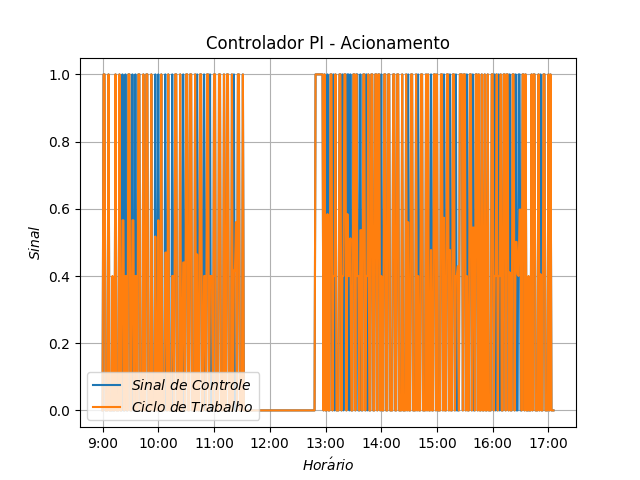 Controlador PI - Acionamento
1.0
0.8
0.6
0.4
0.2
0.0
Sinal
Sinal de Controle
Ciclo de Trabalho
9:00 10:00 11:00 12:00 13:00 14:00 15:00 16:00 17:00
Horário